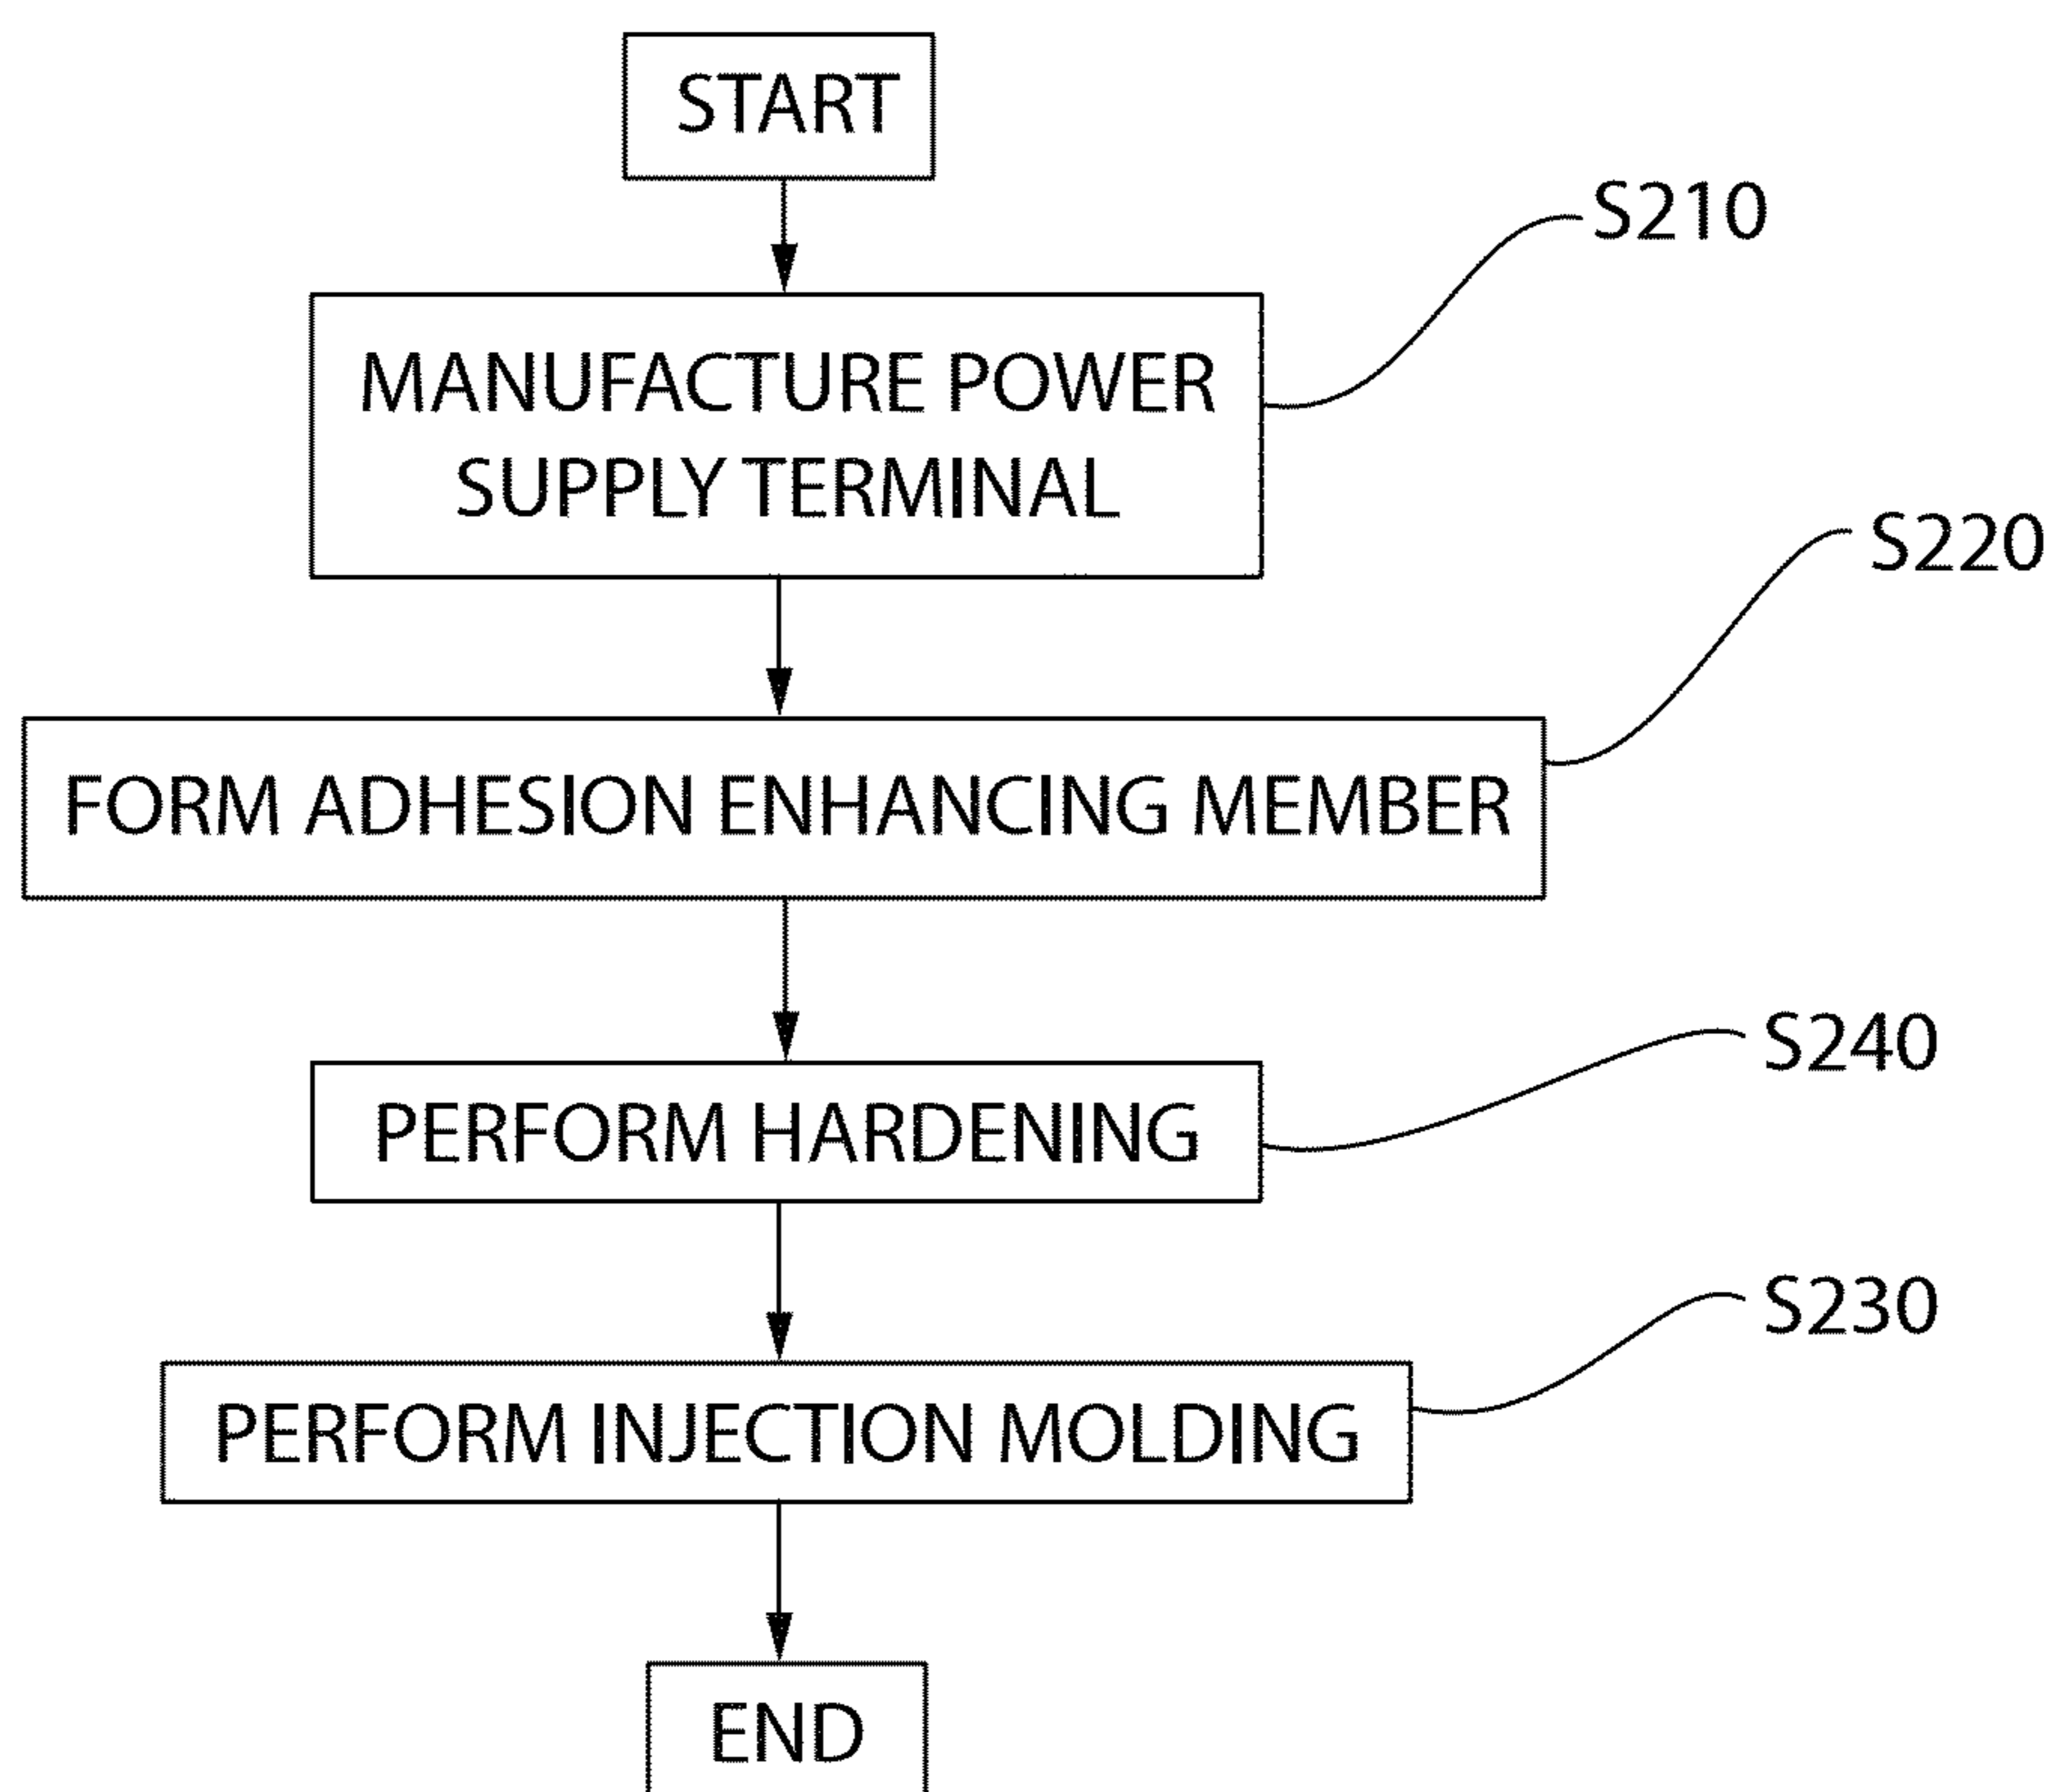 START
S210
MANUFACTURE POWER
SUPPLY TERMINAL
S220
FORM ADHESION ENHANCING MEMBER
S240
PERFORM HARDENING
S230
PERFORM INJECTION MOLDING
END